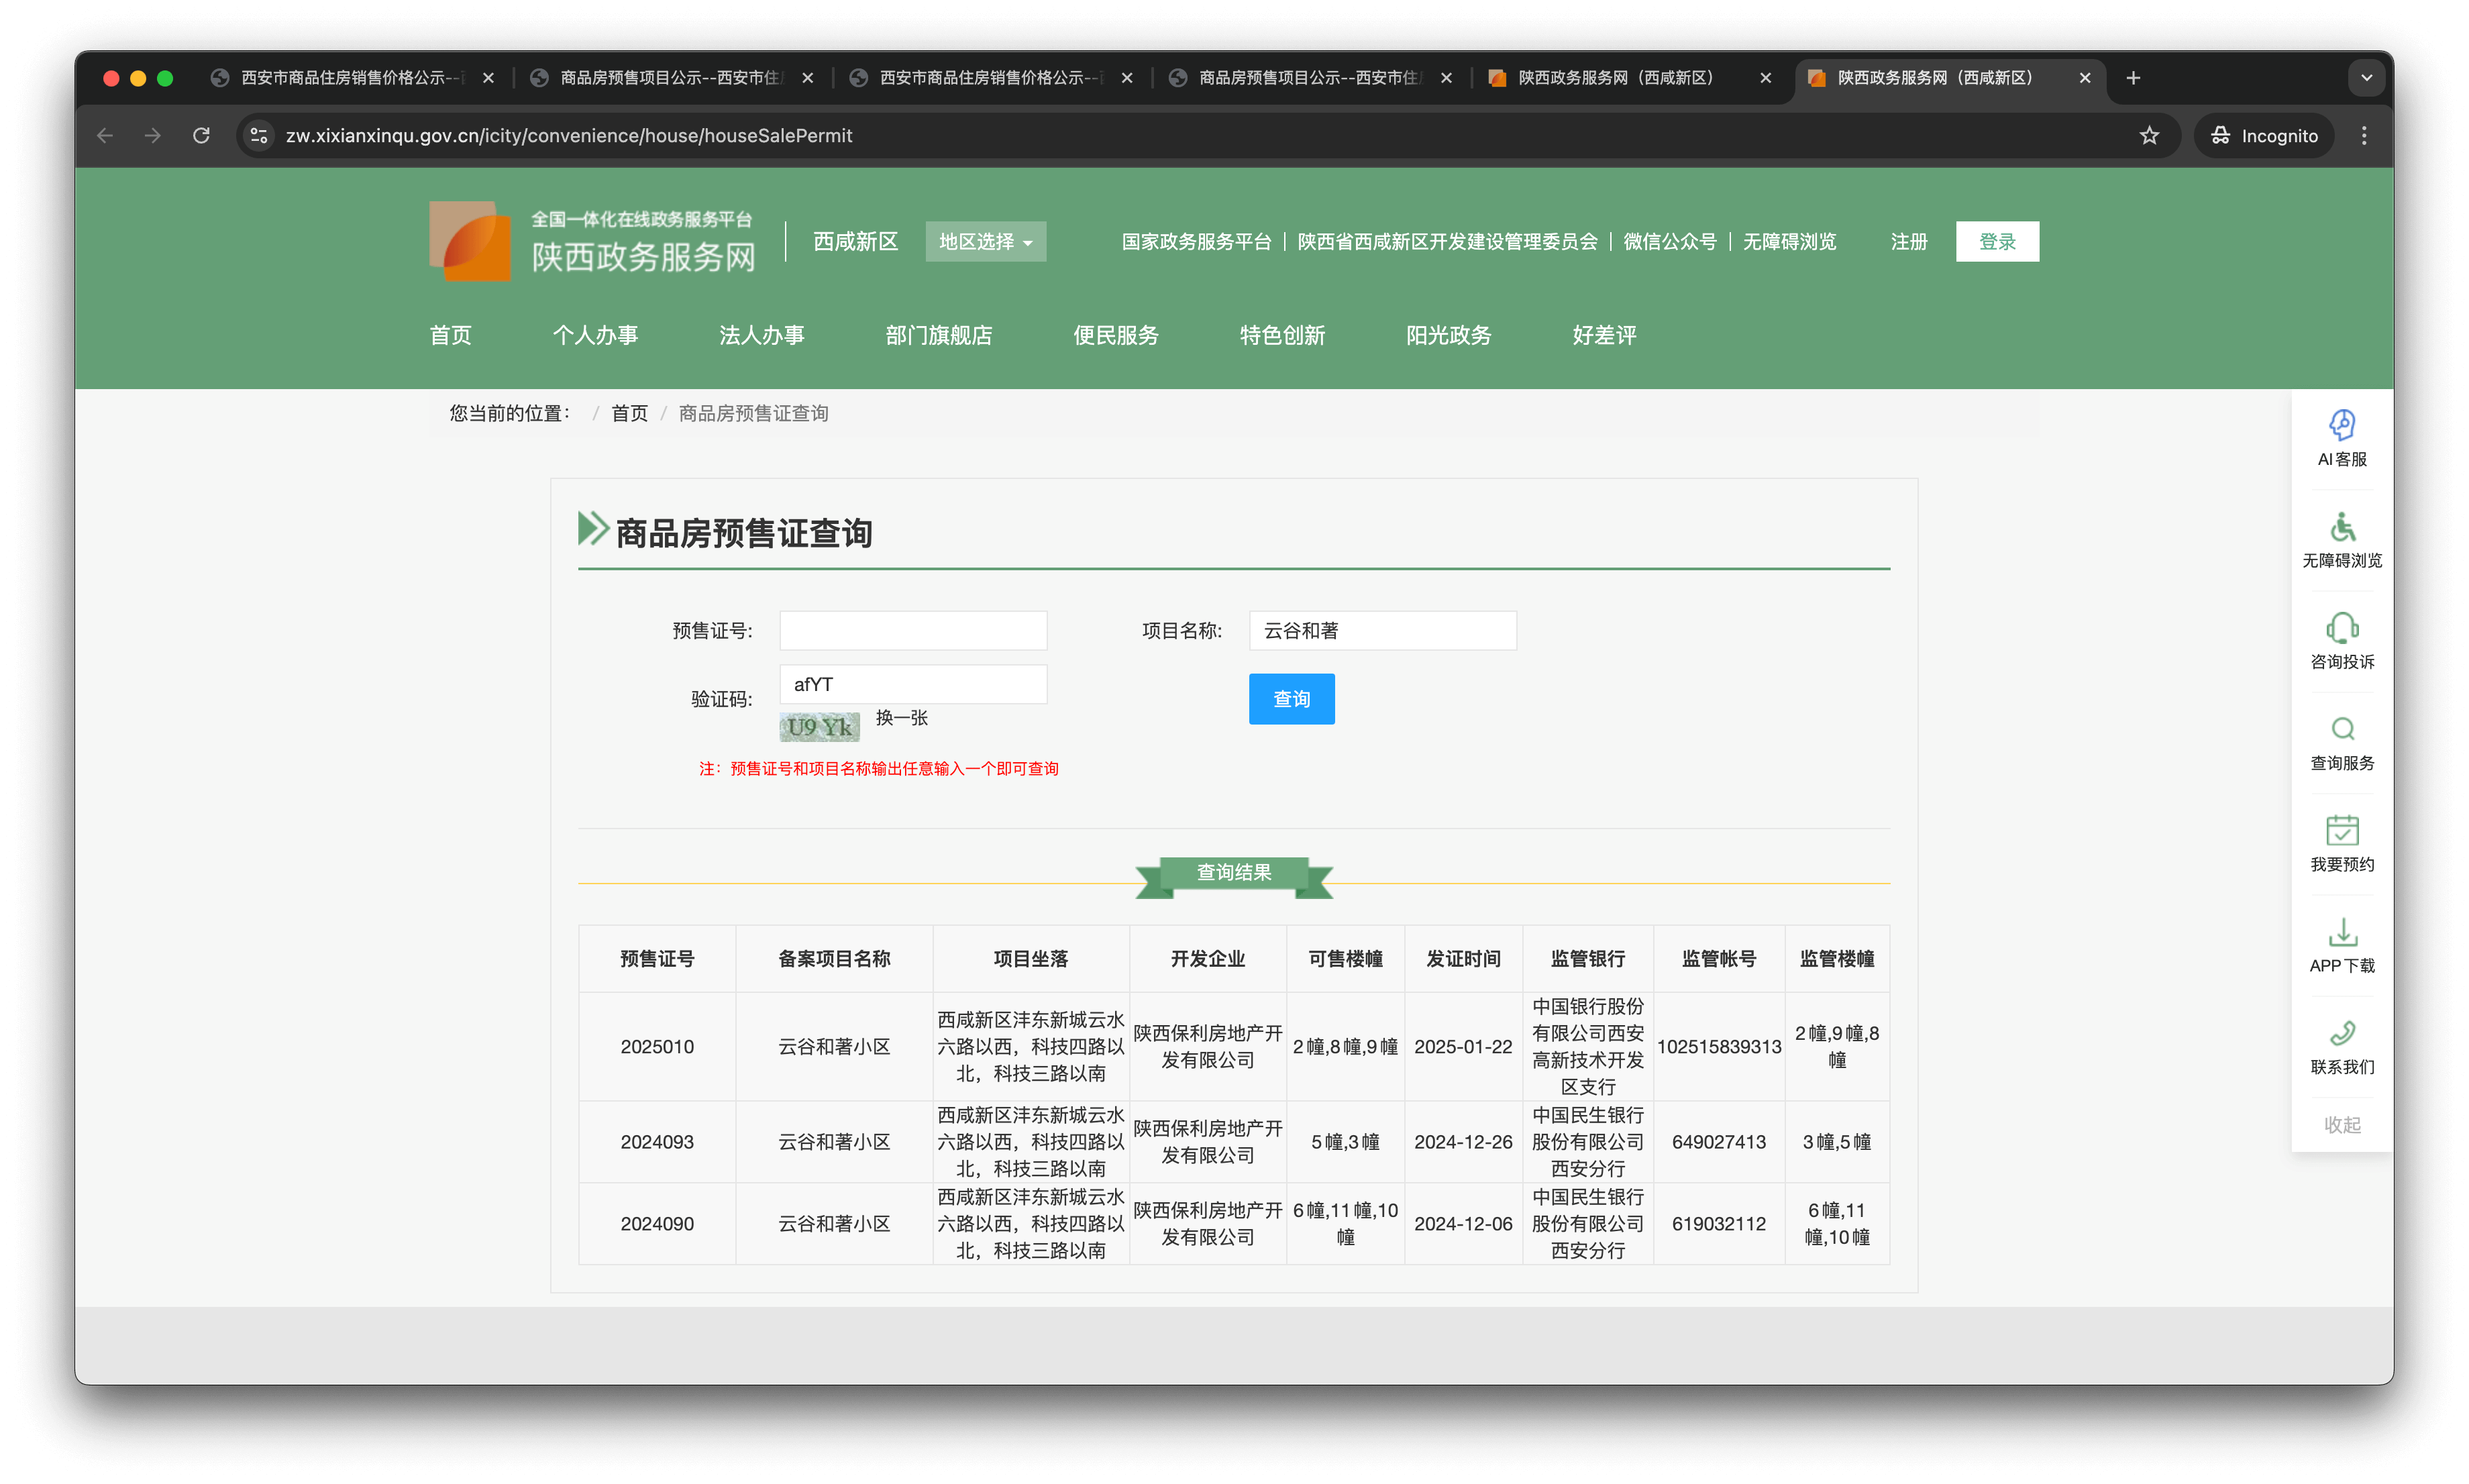 西安市商品住房销售价格公示--
商品房预售项目公示--西安市住
西安市商品住房销售价格公示--
商品房预售项目公示--西安市住
陕西政务服务网（西咸新区）
陕西政务服务网（西咸新区）
zw.xixianxinqu.gov.cn/icity/convenience/house/houseSalePermit
Incognito
全国一体化在线政务服务平台
陕西政务服务网
西咸新区
地区选择
国家政务服务平台
陕西省西咸新区开发建设管理委员会
微信公众号
无障碍浏览
注册
登录
首页
个人办事
法人办事
部门旗舰店
便民服务
特色创新
阳光政务
好差评
您当前的位置： / 首页 / 商品房预售证查询
商品房预售证查询
预售证号:
项目名称: 云谷和著
验证码: afYT
U9 Yk 换一张
查询
注：预售证号和项目名称输出任意输入一个即可查询
查询结果
预售证号 备案项目名称 项目坐落 开发企业 可售楼幢 发证时间 监管银行 监管帐号 监管楼幢
2025010
云谷和著小区
西咸新区沣东新城云水
六路以西，科技四路以
北，科技三路以南
陕西保利房地产开
发有限公司
2幢,8幢,9幢
2025-01-22
中国银行股份
有限公司西安
高新技术开发
区支行
102515839313
2幢,9幢,8
幢
2024093
云谷和著小区
西咸新区沣东新城云水
六路以西，科技四路以
北，科技三路以南
陕西保利房地产开
发有限公司
5幢,3幢
2024-12-26
中国民生银行
股份有限公司
西安分行
649027413
3幢,5幢
2024090
云谷和著小区
西咸新区沣东新城云水
六路以西，科技四路以
北，科技三路以南
陕西保利房地产开
发有限公司
6幢,11幢,10
幢
2024-12-06
中国民生银行
股份有限公司
西安分行
619032112
6幢,11
幢,10幢
AI客服
无障碍浏览
咨询投诉
查询服务
我要预约
APP下载
联系我们
收起